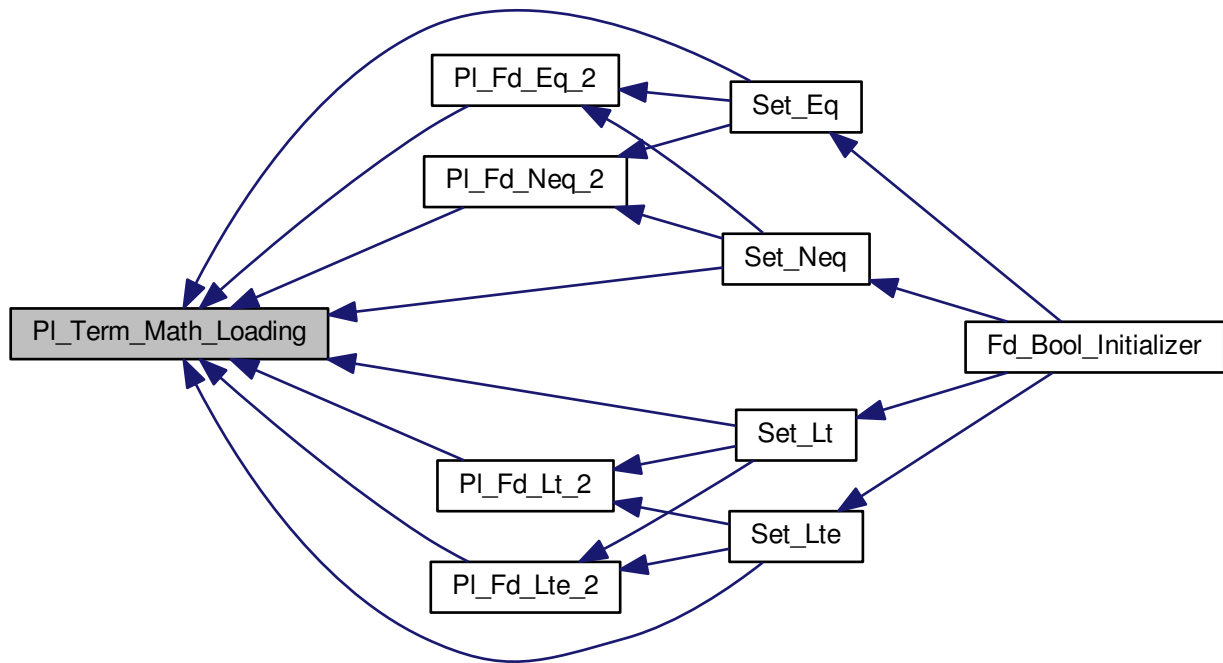 Pl_Fd_Eq_2
Set_Eq
Pl_Fd_Neq_2
Set_Neq
Pl_Term_Math_Loading
Fd_Bool_Initializer
Set_Lt
Pl_Fd_Lt_2
Set_Lte
Pl_Fd_Lte_2